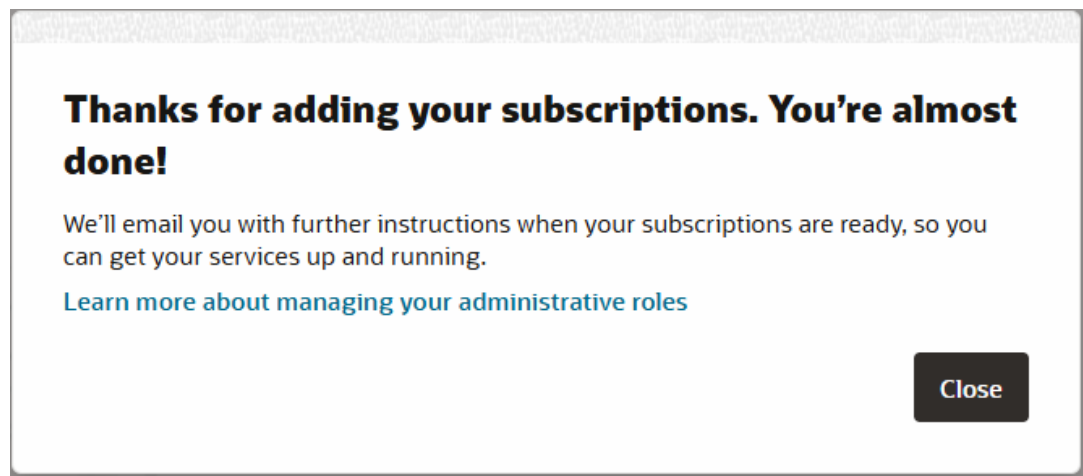 Thanks for adding your subscriptions. You’re almost
done!
We’ll email you with further instructions when your subscriptions are ready, so you
can get your services up and running.
Learn more about managing your administrative roles
Close